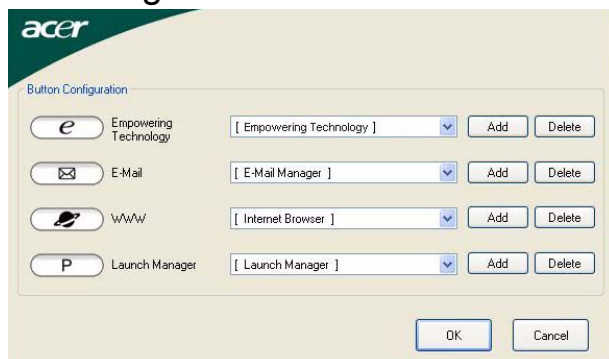 acer
Button Configuration
e Empowering Technology [ Empowering Technology ] Add Delete
E-Mail [ E-Mail Manager ] Add Delete
WWW [ Internet Browser ] Add Delete
P Launch Manager [ Launch Manager ] Add Delete
OK Cancel